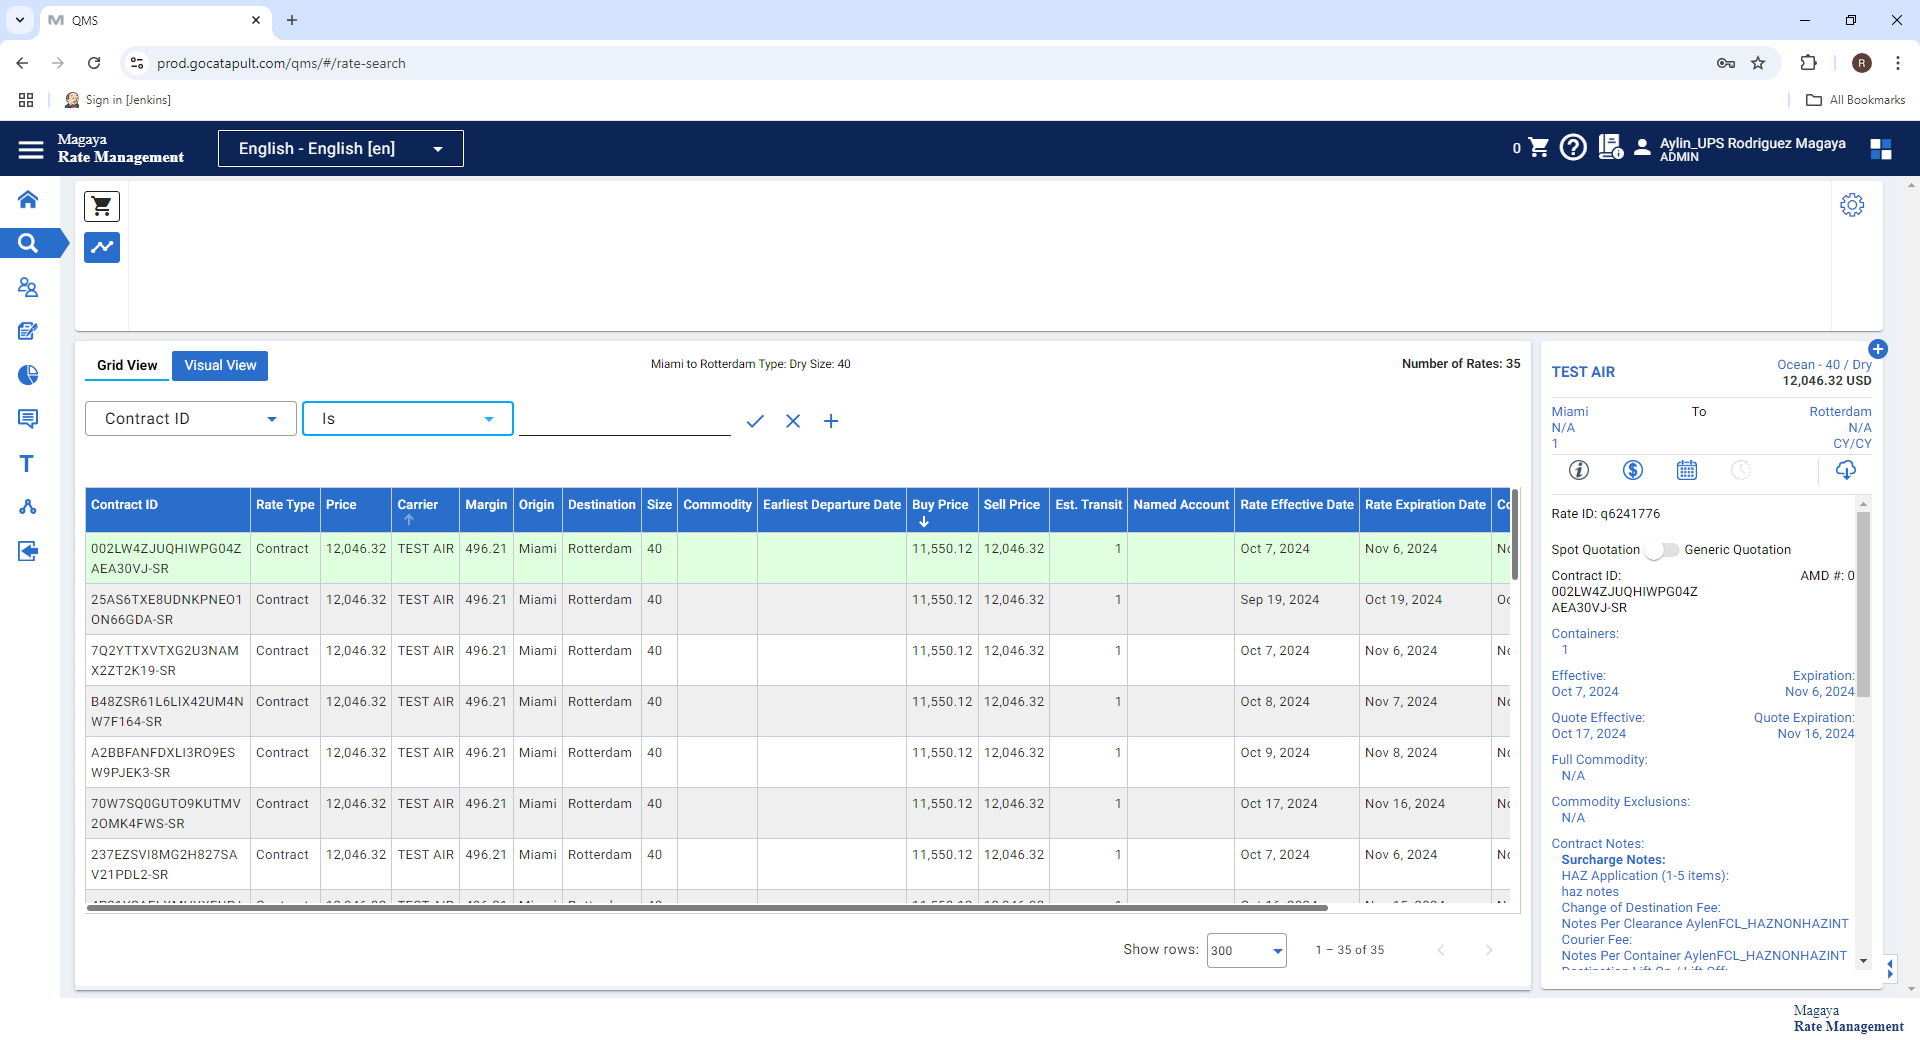 QMS
prod.gocatapult.com/qms/#/rate-search
R
Sign in [Jenkins]
All Bookmarks
Magaya
Rate Management
English - English [en]
0
Aylin_UPS Rodriguez Magaya
ADMIN
Grid View
Visual View
Miami to Rotterdam Type: Dry Size: 40
Number of Rates: 35
Contract ID
Is
Contract ID Rate Type Price Carrier Margin Origin Destination Size Commodity Earliest Departure Date Buy Price Sell Price Est. Transit Named Account Rate Effective Date Rate Expiration Date Co
002LW4ZJUQHIWPG04Z Contract 12,046.32 TEST AIR 496.21 Miami Rotterdam 40 11,550.12 12,046.32 1 Oct 7, 2024 Nov 6, 2024 No
AEA30VJ-SR
25AS6TXE8UDNKPNEO1 Contract 12,046.32 TEST AIR 496.21 Miami Rotterdam 40 11,550.12 12,046.32 1 Sep 19, 2024 Oct 19, 2024 Oc
ON66GDA-SR
7Q2YTTXVTXG2U3NAM Contract 12,046.32 TEST AIR 496.21 Miami Rotterdam 40 11,550.12 12,046.32 1 Oct 7, 2024 Nov 6, 2024 No
X2ZT2K19-SR
B48ZSR61L6LIX42UM4N Contract 12,046.32 TEST AIR 496.21 Miami Rotterdam 40 11,550.12 12,046.32 1 Oct 8, 2024 Nov 7, 2024 No
W7F164-SR
A2BBFANFDXLI3RO9ES Contract 12,046.32 TEST AIR 496.21 Miami Rotterdam 40 11,550.12 12,046.32 1 Oct 9, 2024 Nov 8, 2024 No
W9PJEK3-SR
70W7SQ0GUTO9KUTMV Contract 12,046.32 TEST AIR 496.21 Miami Rotterdam 40 11,550.12 12,046.32 1 Oct 17, 2024 Nov 16, 2024 No
2OMK4FWS-SR
237EZSVI8MG2H827SA Contract 12,046.32 TEST AIR 496.21 Miami Rotterdam 40 11,550.12 12,046.32 1 Oct 7, 2024 Nov 6, 2024 No
V21PDL2-SR
Show rows: 300 1 – 35 of 35
TEST AIR
Ocean - 40 / Dry
12,046.32 USD
Miami To Rotterdam
N/A N/A
1 CY/CY
Rate ID: q6241776
Spot Quotation Generic Quotation
Contract ID: AMD #: 0
002LW4ZJUQHIWPG04Z
AEA30VJ-SR
Containers:
1
Effective: Expiration:
Oct 7, 2024 Nov 6, 2024
Quote Effective: Quote Expiration:
Oct 17, 2024 Nov 16, 2024
Full Commodity:
N/A
Commodity Exclusions:
N/A
Contract Notes:
Surcharge Notes:
HAZ Application (1-5 items):
haz notes
Change of Destination Fee:
Notes Per Clearance AylenFCL_HAZNONHAZINT
Courier Fee:
Notes Per Container AylenFCL_HAZNONHAZINT
Magaya
Rate Management